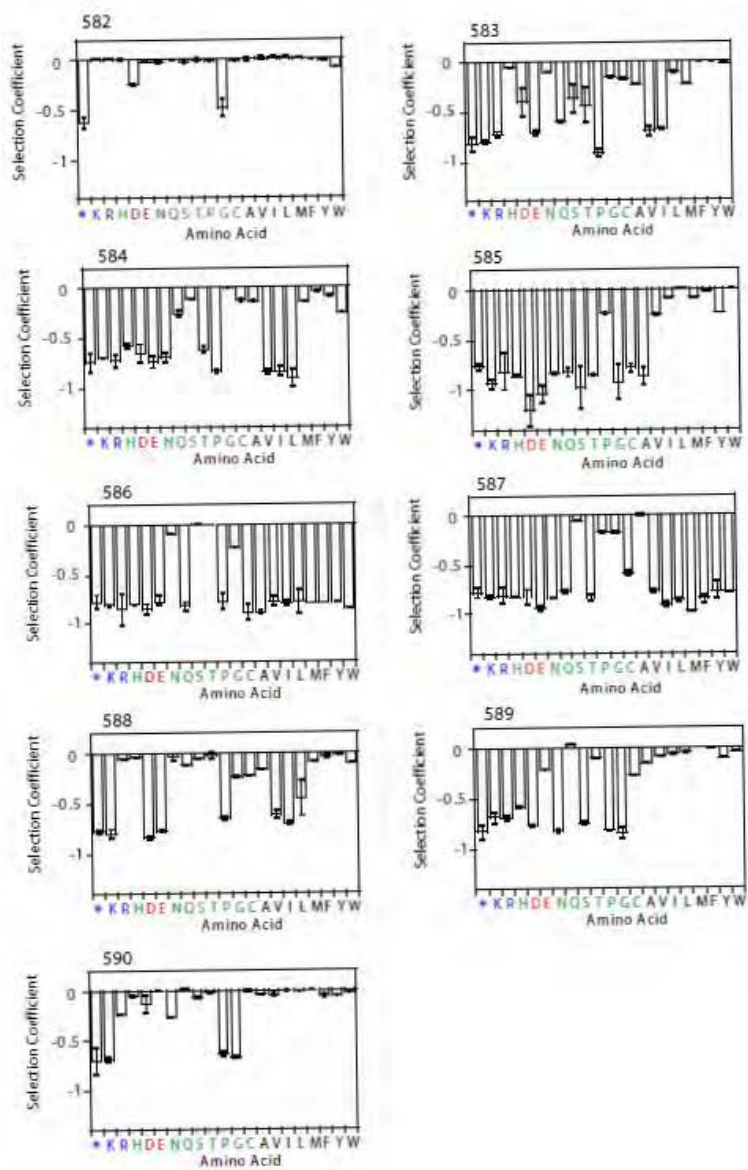 582
Selection Coefficient
0
-0.5
-1
* K R H D E N Q S T P G C A V I L M F Y W
Amino Acid
583
Selection Coefficient
0
-0.5
-1
* K R H D E N Q S T P G C A V I L M F Y W
Amino Acid
584
Selection Coefficient
0
-0.5
-1
* K R H D E N Q S T P G C A V I L M F Y W
Amino Acid
585
Selection Coefficient
0
-0.5
-1
* K R H D E N Q S T P G C A V I L M F Y W
Amino Acid
586
Selection Coefficient
0
-0.5
-1
* K R H D E N Q S T P G C A V I L M F Y W
Amino Acid
587
Selection Coefficient
0
-0.5
-1
* K R H D E N Q S T P G C A V I L M F Y W
Amino Acid
588
Selection Coefficient
0
-0.5
-1
* K R H D E N Q S T P G C A V I L M F Y W
Amino Acid
589
Selection Coefficient
0
-0.5
-1
* K R H D E N Q S T P G C A V I L M F Y W
Amino Acid
590
Selection Coefficient
0
-0.5
-1
* K R H D E N Q S T P G C A V I L M F Y W
Amino Acid